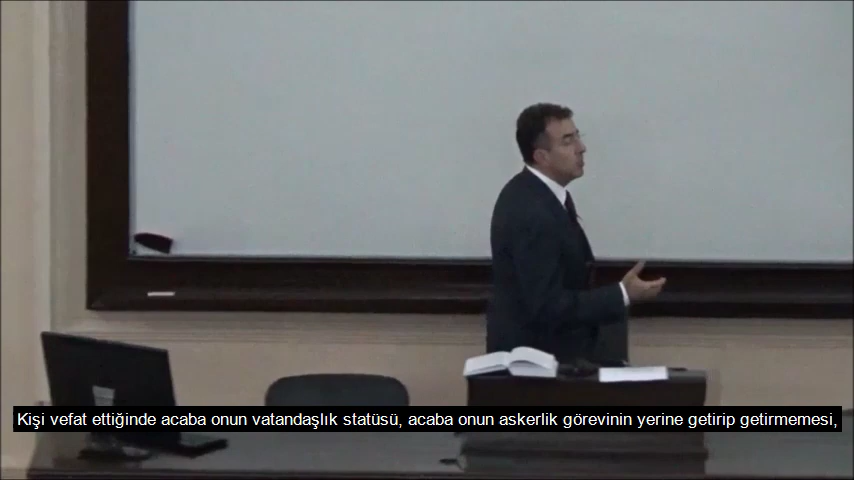 Kişi vefat ettiğinde acaba onun vatandaşlık statüsü, acaba onun askerlik görevinin yerine getirip getirmemesi,